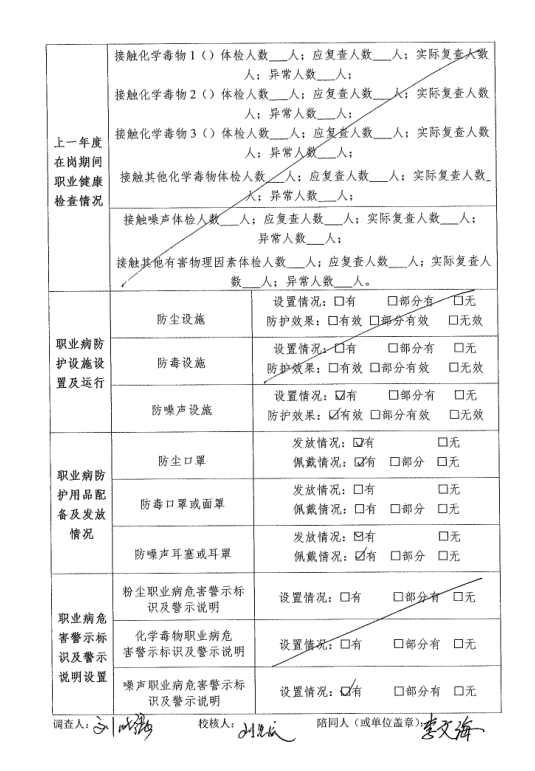 上一年度
在岗期间
职业健康
检查情况
接触化学毒物1（）体检人数___人；应复查人数___人；实际复查人数
人；异常人数___人；
接触化学毒物2（）体检人数___人；应复查人数___人；实际复查人数
人；异常人数___人；
接触化学毒物3（）体检人数___人；应复查人数___人；实际复查人数
人；异常人数___人；
接触其他化学毒物体检人数___人；应复查人数___人；实际复查人数_
人；异常人数___人；
接触噪声体检人数___人；应复查人数___人；实际复查人数___人；
异常人数___人；
接触其他有害物理因素体检人数___人；应复查人数___人；实际复查人
数___人；异常人数___人。
职业病防
护设施设
置及运行
防尘设施
设置情况：□有 □部分有 □无
防护效果：□有效 □部分有效 □无效
防毒设施
设置情况：□有 □部分有 □无
防护效果：□有效 □部分有效 □无效
防噪声设施
设置情况：☑有 □部分有 □无
防护效果：☑有效 □部分有效 □无效
职业病防
护用品配
备及发放
情况
防尘口罩
发放情况：☑有 □无
佩戴情况：☑有 □部分 □无
防毒口罩或面罩
发放情况：□有 □无
佩戴情况：□有 □部分 □无
防噪声耳塞或耳罩
发放情况：☑有 □无
佩戴情况：☑有 □部分 □无
职业病危
害警示标
识及警示
说明设置
粉尘职业病危害警示标
识及警示说明
设置情况：□有 □部分有 □无
化学毒物职业病危
害警示标识及警示说明
设置情况：□有 □部分有 □无
噪声职业病危害警示标
识及警示说明
设置情况：☑有 □部分有 □无
调查人： 校核人： 陪同人（或单位盖章）：李文海